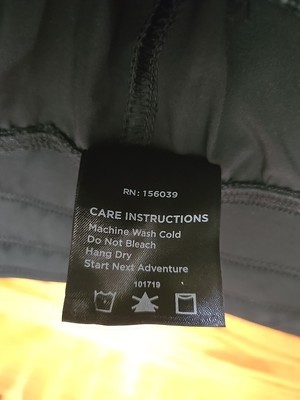 RN: 156039
CARE INSTRUCTIONS
Machine Wash Cold
Do Not Bleach
Hang Dry
Start Next Adventure
101719